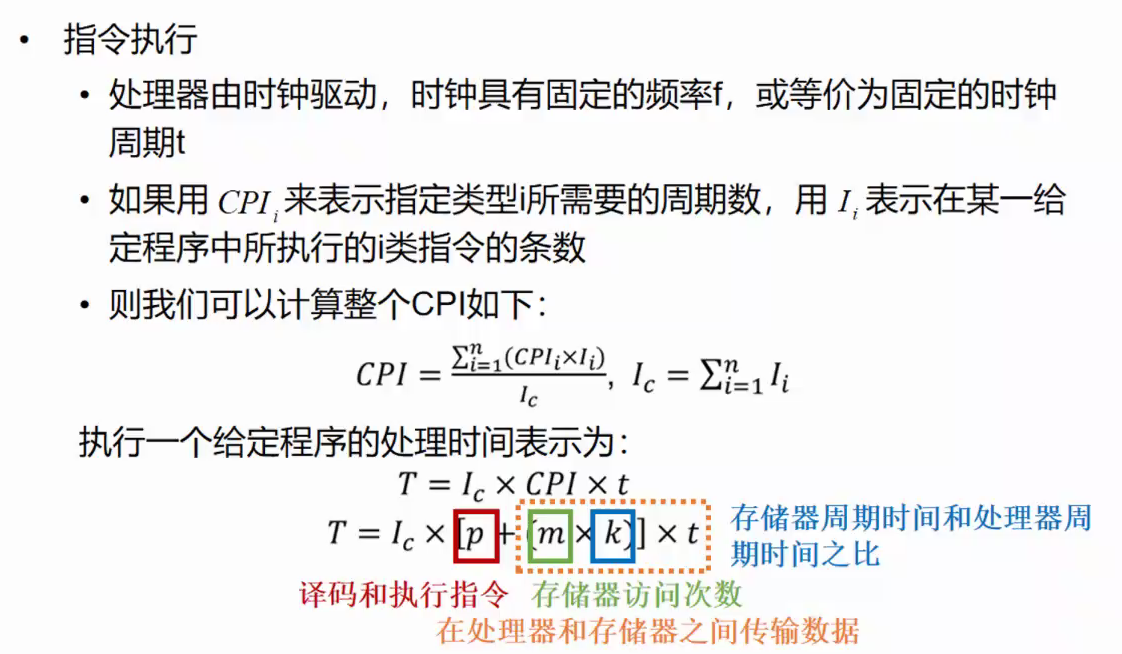 • 指令执行
• 处理器由时钟驱动，时钟具有固定的频率f，或等价为固定的时钟
周期t
• 如果用 CPI_i 来表示指定类型i所需要的周期数，用 I_i 表示在某一给
定程序中所执行的i类指令的条数
• 则我们可以计算整个CPI如下：
CPI = \frac{\sum_{i=1}^{n}(CPI_i×I_i)}{I_c}, I_c = \sum_{i=1}^{n} I_i
执行一个给定程序的处理时间表示为：
T = I_c × CPI × t
T = I_c × [p + (m × k)] × t
存储器周期时间和处理器周
期时间之比
译码和执行指令 存储器访问次数
在处理器和存储器之间传输数据